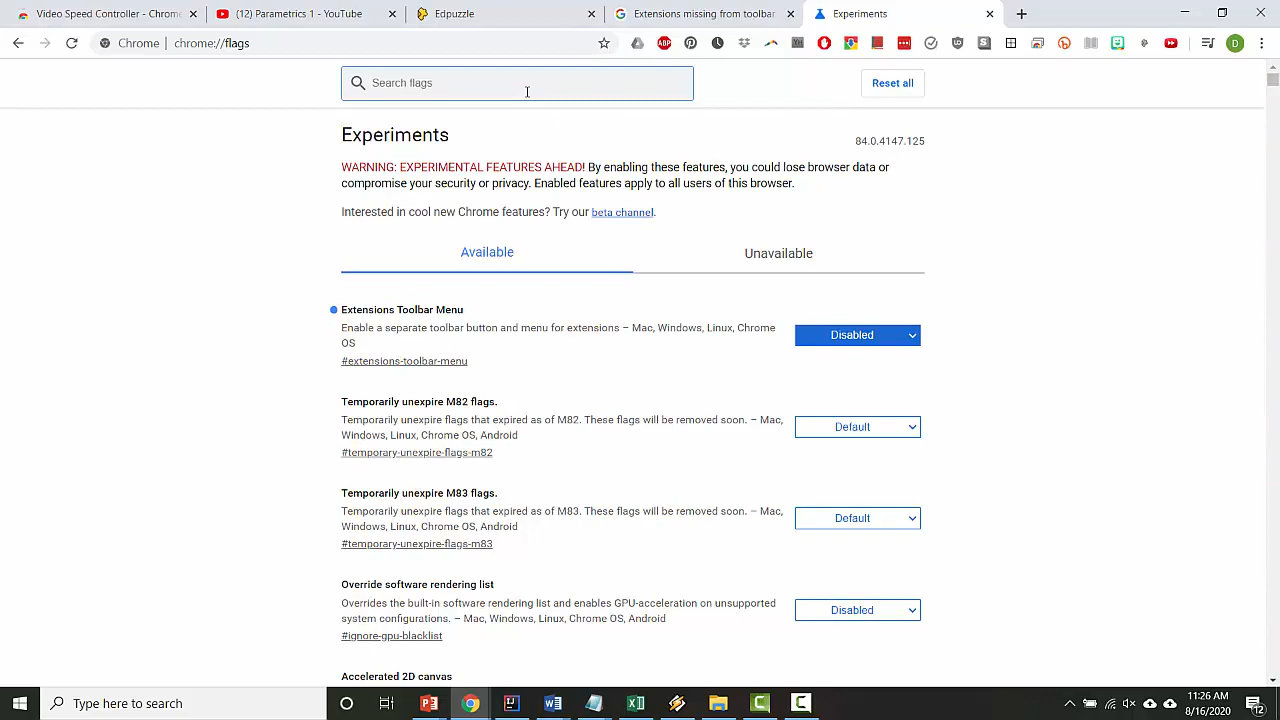 Video Speed Controller - Chrome
(12) Parametrics 1 - YouTube
Edpuzzle
Extensions missing from toolbar
Experiments
Chrome
chrome://flags
ABP
Search flags
Reset all
Experiments
84.0.4147.125
WARNING: EXPERIMENTAL FEATURES AHEAD! By enabling these features, you could lose browser data or
compromise your security or privacy. Enabled features apply to all users of this browser.
Interested in cool new Chrome features? Try our beta channel.
Available
Unavailable
Extensions Toolbar Menu
Enable a separate toolbar button and menu for extensions – Mac, Windows, Linux, Chrome
OS
#extensions-toolbar-menu
Disabled
Temporarily unexpire M82 flags.
Temporarily unexpire flags that expired as of M82. These flags will be removed soon. – Mac,
Windows, Linux, Chrome OS, Android
#temporary-unexpire-flags-m82
Default
Temporarily unexpire M83 flags.
Temporarily unexpire flags that expired as of M83. These flags will be removed soon. – Mac,
Windows, Linux, Chrome OS, Android
#temporary-unexpire-flags-m83
Default
Override software rendering list
Overrides the built-in software rendering list and enables GPU-acceleration on unsupported
system configurations. – Mac, Windows, Linux, Chrome OS, Android
#ignore-gpu-blacklist
Disabled
Accelerated 2D canvas
Type here to search
11:26 AM
8/16/2020